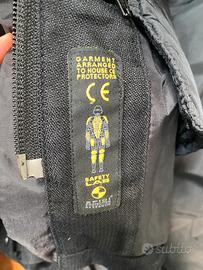 GARMENT
ARRANGED
TO HOUSE CE
PROTECTORS
CE
SAFETY
LAB
subito